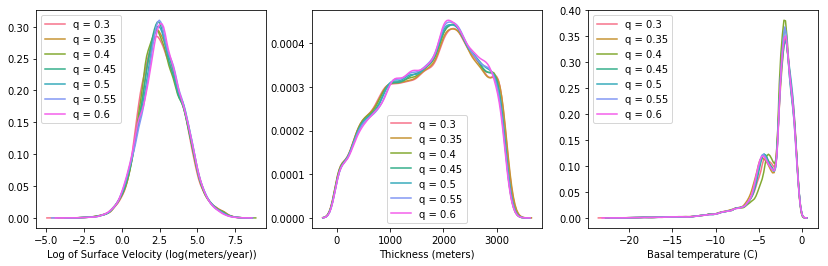 0.30
0.25
0.20
0.15
0.10
0.05
0.00
q = 0.3
q = 0.35
q = 0.4
q = 0.45
q = 0.5
q = 0.55
q = 0.6
−5.0 −2.5 0.0 2.5 5.0 7.5
Log of Surface Velocity (log(meters/year))
0.0004
0.0003
0.0002
0.0001
0.0000
q = 0.3
q = 0.35
q = 0.4
q = 0.45
q = 0.5
q = 0.55
q = 0.6
0 1000 2000 3000
Thickness (meters)
0.40
0.35
0.30
0.25
0.20
0.15
0.10
0.05
0.00
q = 0.3
q = 0.35
q = 0.4
q = 0.45
q = 0.5
q = 0.55
q = 0.6
−20 −15 −10 −5 0
Basal temperature (C)